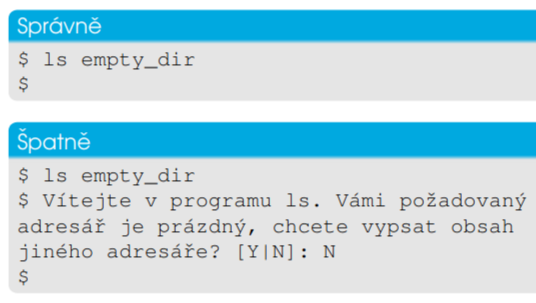 Správně
$ ls empty_dir
$
Špatně
$ ls empty_dir
$ Vítejte v programu ls. Vámi požadovaný
adresář je prázdný, chcete vypsat obsah
jiného adresáře? [Y|N]: N
$